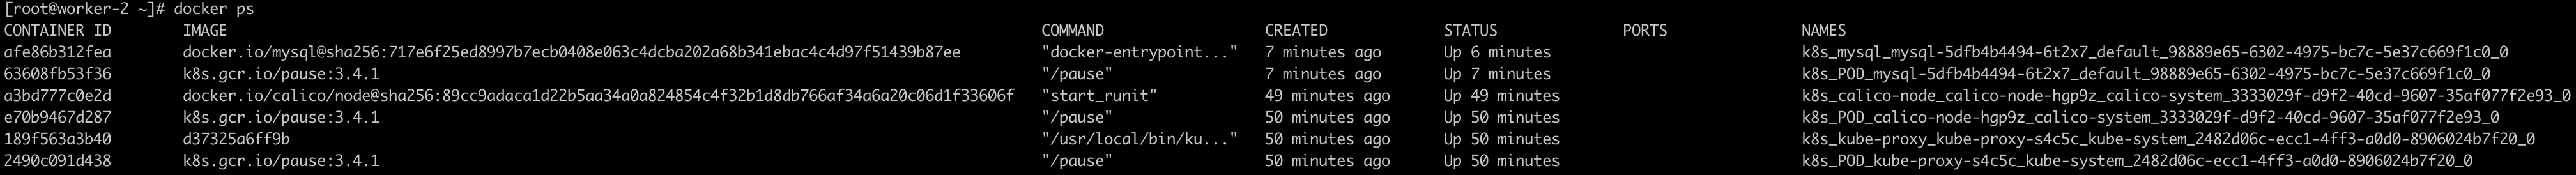 [root@worker-2 ~]# docker ps
CONTAINER ID IMAGE COMMAND CREATED STATUS PORTS NAMES
afe86b312fea docker.io/mysql@sha256:717e6f25ed8997b7ecb0408e063c4dcba202a68b341ebac4c4d97f51439b87ee "docker-entrypoint..." 7 minutes ago Up 6 minutes k8s_mysql_mysql-5dfb4b4494-6t2x7_default_98889e65-6302-4975-bc7c-5e37c669f1c0_0
63608fb53f36 k8s.gcr.io/pause:3.4.1 "/pause" 7 minutes ago Up 7 minutes k8s_POD_mysql-5dfb4b4494-6t2x7_default_98889e65-6302-4975-bc7c-5e37c669f1c0_0
a3bd777c0e2d docker.io/calico/node@sha256:89cc9adaca1d22b5aa34a0a824854c4f32b1d8db766af34a6a20c06d1f33606f "start_runit" 49 minutes ago Up 49 minutes k8s_calico-node_calico-node-hgp9z_calico-system_3333029f-d9f2-40cd-9607-35af077f2e93_0
e70b9467d287 k8s.gcr.io/pause:3.4.1 "/pause" 50 minutes ago Up 50 minutes k8s_POD_calico-node-hgp9z_calico-system_3333029f-d9f2-40cd-9607-35af077f2e93_0
189f563a3b40 d37325a6ff9b "/usr/local/bin/ku..." 50 minutes ago Up 50 minutes k8s_kube-proxy_kube-proxy-s4c5c_kube-system_2482d06c-ecc1-4ff3-a0d0-8906024b7f20_0
2490c091d438 k8s.gcr.io/pause:3.4.1 "/pause" 50 minutes ago Up 50 minutes k8s_POD_kube-proxy-s4c5c_kube-system_2482d06c-ecc1-4ff3-a0d0-8906024b7f20_0